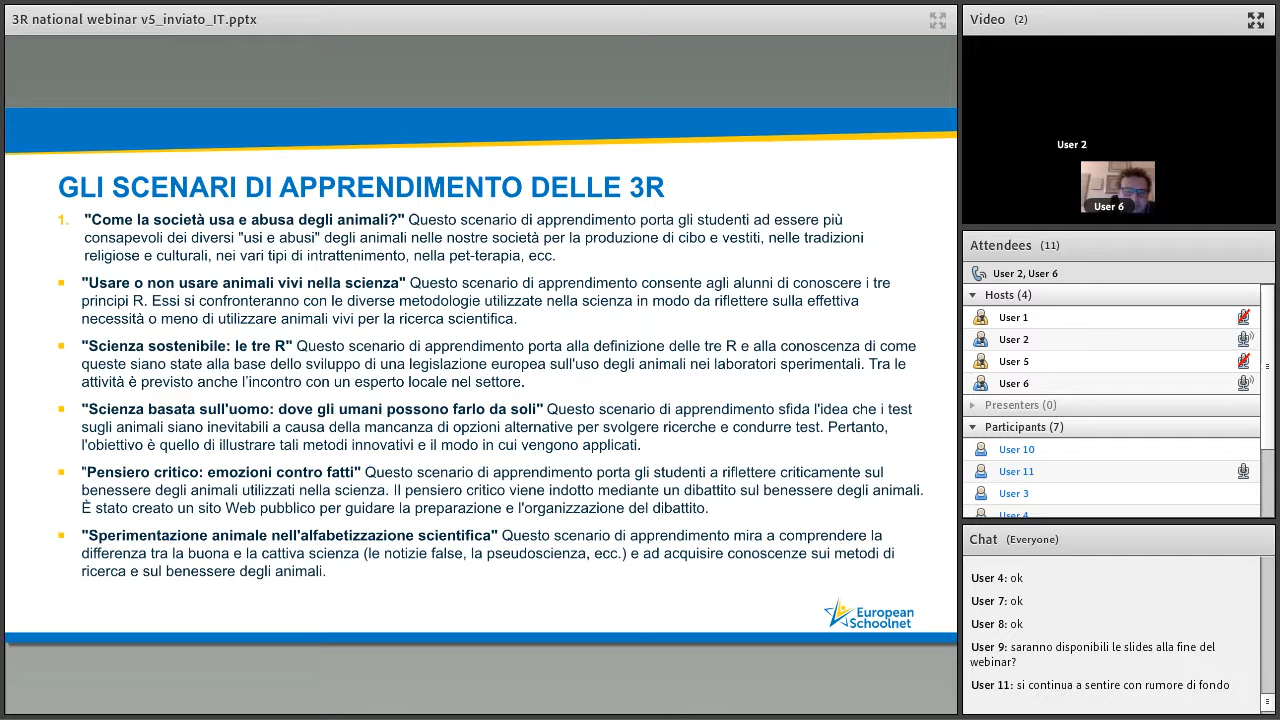 3R national webinar v5_inviato_IT.pptx
GLI SCENARI DI APPRENDIMENTO DELLE 3R
1. "Come la società usa e abusa degli animali?" Questo scenario di apprendimento porta gli studenti ad essere più
consapevoli dei diversi "usi e abusi" degli animali nelle nostre società per la produzione di cibo e vestiti, nelle tradizioni
religiose e culturali, nei vari tipi di intrattenimento, nella pet-terapia, ecc.
"Usare o non usare animali vivi nella scienza" Questo scenario di apprendimento consente agli alunni di conoscere i tre
principi R. Essi si confronteranno con le diverse metodologie utilizzate nella scienza in modo da riflettere sulla effettiva
necessità o meno di utilizzare animali vivi per la ricerca scientifica.
"Scienza sostenibile: le tre R" Questo scenario di apprendimento porta alla definizione delle tre R e alla conoscenza di come
queste siano state alla base dello sviluppo di una legislazione europea sull'uso degli animali nei laboratori sperimentali. Tra le
attività è previsto anche l'incontro con un esperto locale nel settore.
"Scienza basata sull'uomo: dove gli umani possono farlo da soli" Questo scenario di apprendimento sfida l'idea che i test
sugli animali siano inevitabili a causa della mancanza di opzioni alternative per svolgere ricerche e condurre test. Pertanto,
l'obiettivo è quello di illustrare tali metodi innovativi e il modo in cui vengono applicati.
"Pensiero critico: emozioni contro fatti" Questo scenario di apprendimento porta gli studenti a riflettere criticamente sul
benessere degli animali utilizzati nella scienza. Il pensiero critico viene indotto mediante un dibattito sul benessere degli animali.
È stato creato un sito Web pubblico per guidare la preparazione e l'organizzazione del dibattito.
"Sperimentazione animale nell'alfabetizzazione scientifica" Questo scenario di apprendimento mira a comprendere la
differenza tra la buona e la cattiva scienza (le notizie false, la pseudoscienza, ecc.) e ad acquisire conoscenze sui metodi di
ricerca e sul benessere degli animali.
European
Schoolnet
Video (2)
User 2
User 6
Attendees (11)
User 2, User 6
Hosts (4)
User 1
User 2
User 5
User 6
Presenters (0)
Participants (7)
User 10
User 11
User 3
User 4
Chat (Everyone)
User 4: ok
User 7: ok
User 8: ok
User 9: saranno disponibili le slides alla fine del
webinar?
User 11: si continua a sentire con rumore di fondo